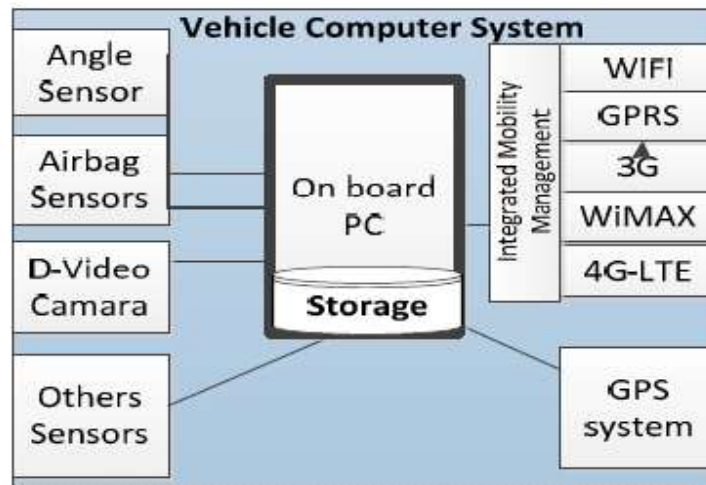 Vehicle Computer System
Angle
Sensor
Airbag
Sensors
D-Video
Camara
Others
Sensors
On board
PC
Storage
Integrated Mobility
Management
WIFI
GPRS
3G
WiMAX
4G-LTE
GPS
system